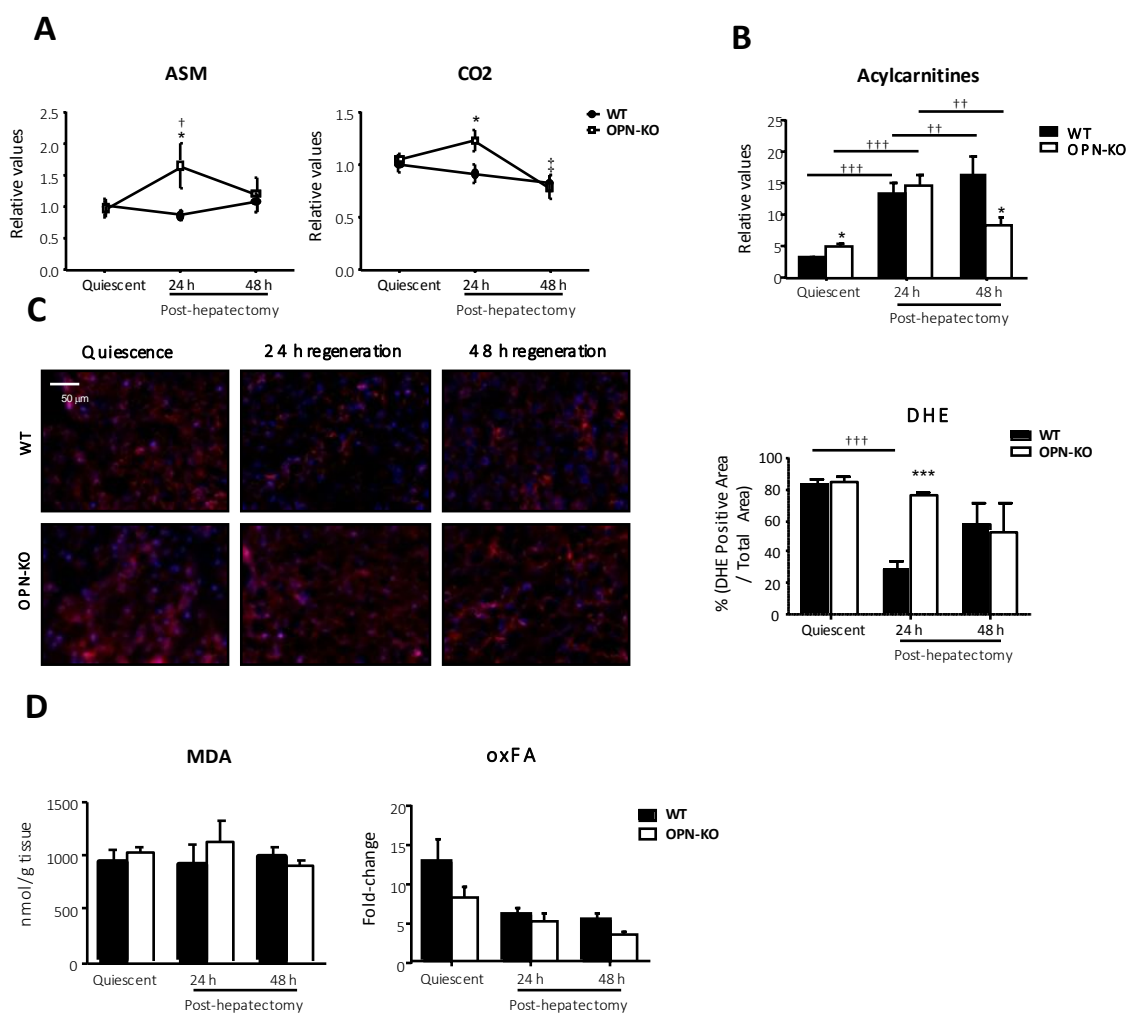 A
ASM
Relative values
2.5
2.0
1.5
1.0
0.5
0.0
†
*
Quiescent 24 h 48 h
Post-hepatectomy
CO2
Relative values
1.5
1.0
0.5
0.0
*
‡
Quiescent 24 h 48 h
Post-hepatectomy
WT
OPN-KO
B
Acylcarnitines
Relative values
25
20
15
10
5
0
†††
†††
††
††
*
*
WT
OPN-KO
Quiescent 24 h 48 h
Post-hepatectomy
C
Quiescence 24 h regeneration 48 h regeneration
50 µm
WT
OPN-KO
DHE
% (DHE Positive Area
/ Total Area)
100
80
60
40
20
0
†††
***
WT
OPN-KO
Quiescent 24 h 48 h
Post-hepatectomy
D
MDA
nmol/g tissue
1500
1000
500
0
Quiescent 24 h 48 h
Post-hepatectomy
oxFA
Fold-change
20
15
10
5
0
Quiescent 24 h 48 h
Post-hepatectomy
WT
OPN-KO